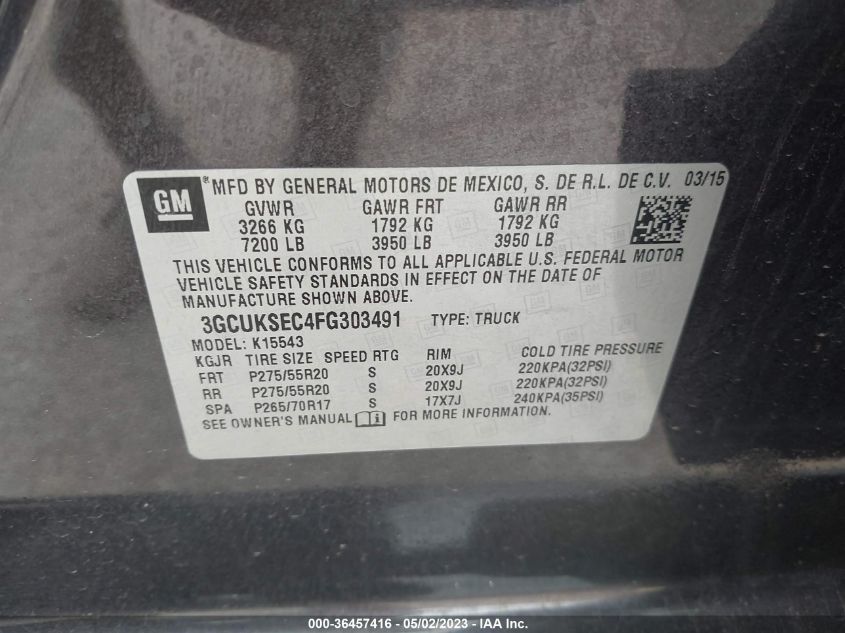 GM ®MFD BY GENERAL MOTORS DE MEXICO, S. DE R.L. DE C.V. 03/15
GVWR GAWR FRT GAWR RR
3266 KG 1792 KG 1792 KG
7200 LB 3950 LB 3950 LB
THIS VEHICLE CONFORMS TO ALL APPLICABLE U.S. FEDERAL MOTOR
VEHICLE SAFETY STANDARDS IN EFFECT ON THE DATE OF
MANUFACTURE SHOWN ABOVE.
3GCUKSEC4FG303491 TYPE: TRUCK
MODEL: K15543
KGJR TIRE SIZE SPEED RTG RIM COLD TIRE PRESSURE
FRT P275/55R20 S 20X9J 220KPA(32PSI)
RR P275/55R20 S 20X9J 220KPA(32PSI)
SPA P265/70R17 S 17X7J 240KPA(35PSI)
SEE OWNER'S MANUAL FOR MORE INFORMATION.
000-36457416 - 05/02/2023 - IAA Inc.